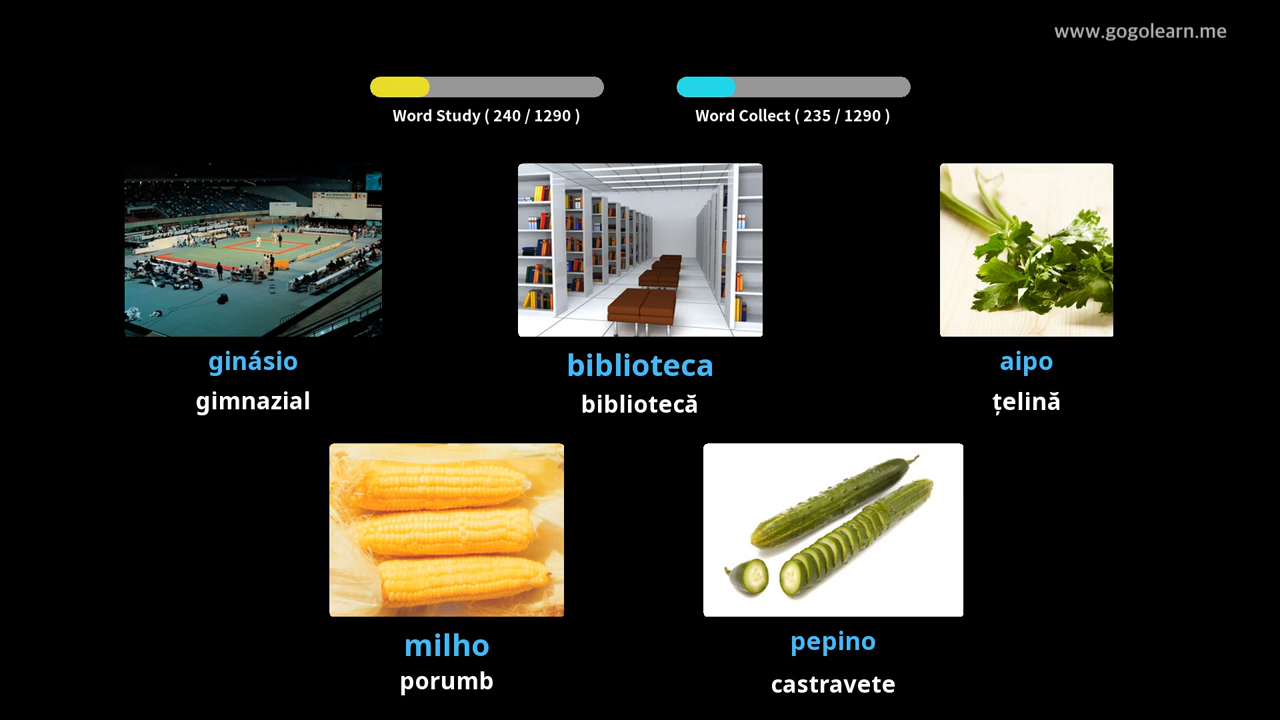 www.gogolearn.me
Word Study ( 240 / 1290 )
Word Collect ( 235 / 1290 )
ginásio
biblioteca
aipo
gimnazial
bibliotecă
țelină
milho
pepino
porumb
castravete